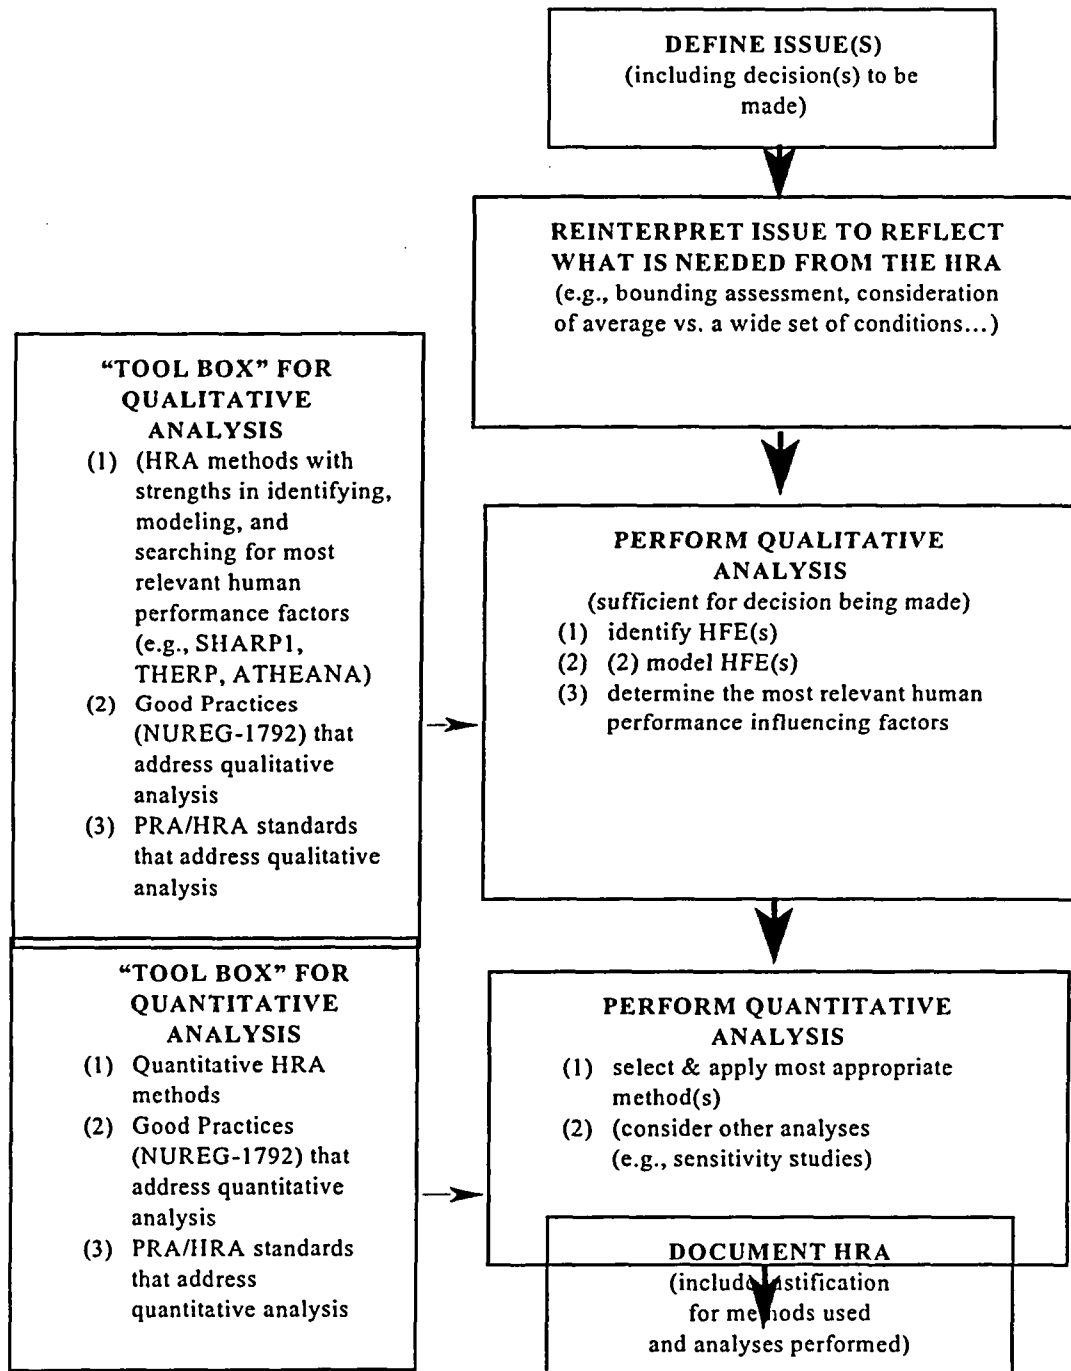 DEFINE ISSUE(S)
(including decision(s) to be
made)
REINTERPRET ISSUE TO REFLECT
WHAT IS NEEDED FROM THE HRA
(e.g., bounding assessment, consideration
of average vs. a wide set of conditions...)
“TOOL BOX” FOR
QUALITATIVE
ANALYSIS
(1) (HRA methods with
strengths in identifying,
modeling, and
searching for most
relevant human
performance factors
(e.g., SHARP1,
THERP, ATHEANA)
(2) Good Practices
(NUREG-1792) that
address qualitative
analysis
(3) PRA/HRA standards
that address qualitative
analysis
PERFORM QUALITATIVE
ANALYSIS
(sufficient for decision being made)
(1) identify HFE(s)
(2) (2) model HFE(s)
(3) determine the most relevant human
performance influencing factors
“TOOL BOX” FOR
QUANTITATIVE
ANALYSIS
(1) Quantitative HRA
methods
(2) Good Practices
(NUREG-1792) that
address quantitative
analysis
(3) PRA/HRA standards
that address
quantitative analysis
PERFORM QUANTITATIVE
ANALYSIS
(1) select & apply most appropriate
method(s)
(2) (consider other analyses
(e.g., sensitivity studies)
DOCUMENT HRA
(include justification
for methods used
and analyses performed)